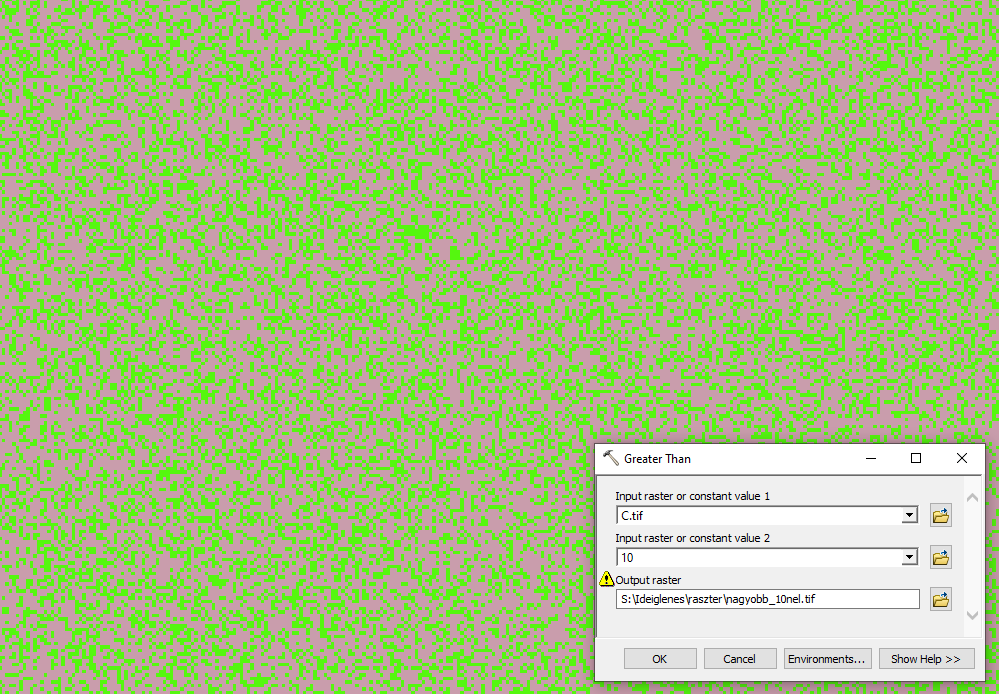 Greater Than
Input raster or constant value 1
C.tif
Input raster or constant value 2
10
Output raster
S:\Ideiglenes\raszter\nagyobb_10nel.tif
OK Cancel Environments... Show Help >>